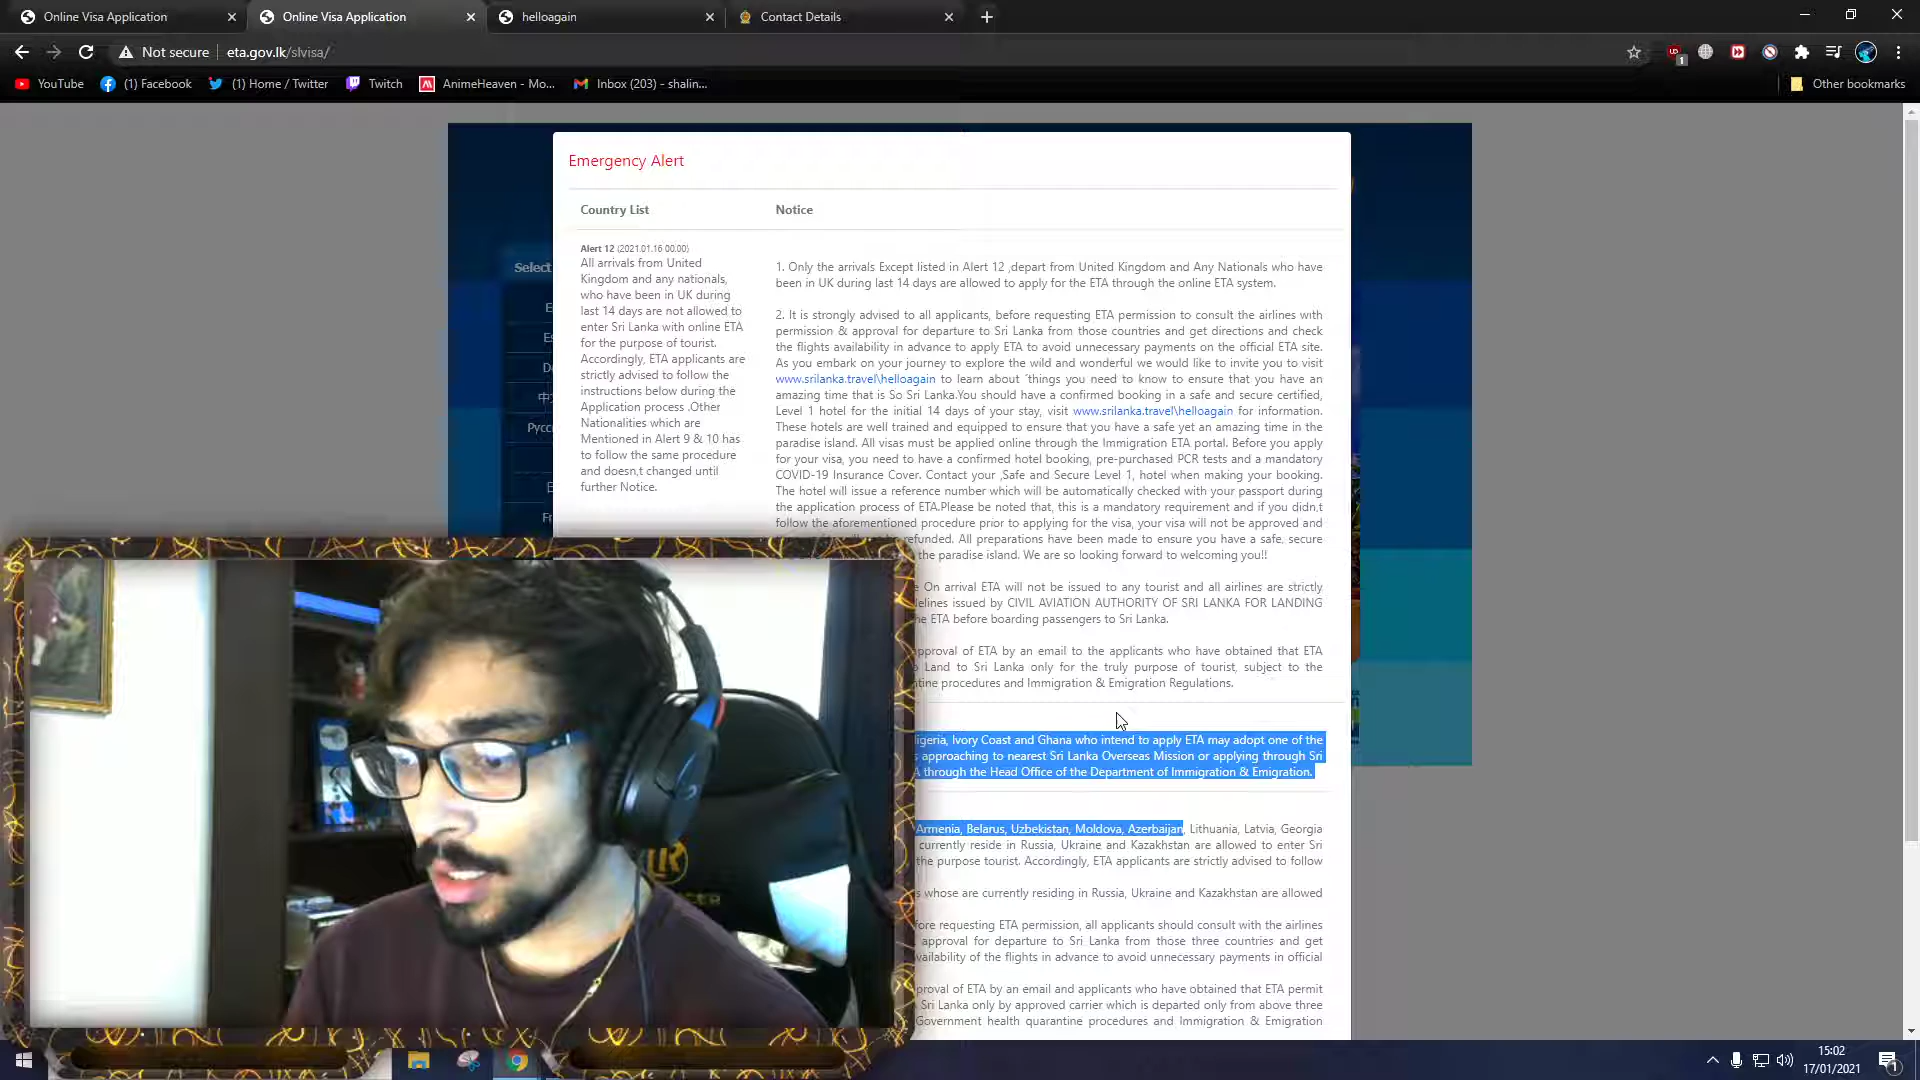 Online Visa Application
Online Visa Application
helloagain
Contact Details
Not secure
eta.gov.lk/slvisa/
YouTube
(1) Facebook
(1) Home / Twitter
Twitch
AnimeHeaven - Mo...
Inbox (203) - shalin...
Other bookmarks
Emergency Alert
Country List
Notice
Select
Alert 12 (2021.01.16 00.00)
All arrivals from United
Kingdom and any nationals,
who have been in UK during
last 14 days are not allowed to
enter Sri Lanka with online ETA
for the purpose of tourist.
Accordingly, ETA applicants are
strictly advised to follow the
instructions below during the
Application process .Other
Nationalities which are
Mentioned in Alert 9 & 10 has
to follow the same procedure
and doesn,t changed until
further Notice.
1. Only the arrivals Except listed in Alert 12 ,depart from United Kingdom and Any Nationals who have
been in UK during last 14 days are allowed to apply for the ETA through the online ETA system.
2. It is strongly advised to all applicants, before requesting ETA permission to consult the airlines with
permission & approval for departure to Sri Lanka from those countries and get directions and check
the flights availability in advance to apply ETA to avoid unnecessary payments on the official ETA site.
As you embark on your journey to explore the wild and wonderful we would like to invite you to visit
www.srilanka.travel\helloagain to learn about ´things you need to know to ensure that you have an
amazing time that is So Sri Lanka.You should have a confirmed booking in a safe and secure certified,
Level 1 hotel for the initial 14 days of your stay, visit www.srilanka.travel\helloagain for information.
These hotels are well trained and equipped to ensure that you have a safe yet an amazing time in the
paradise island. All visas must be applied online through the Immigration ETA portal. Before you apply
for your visa, you need to have a confirmed hotel booking, pre-purchased PCR tests and a mandatory
COVID-19 Insurance Cover. Contact your ,Safe and Secure Level 1, hotel when making your booking.
The hotel will issue a reference number which will be automatically checked with your passport during
the application process of ETA.Please be noted that, this is a mandatory requirement and if you didn,t
follow the aforementioned procedure prior to applying for the visa, your visa will not be approved and
refunded. All preparations have been made to ensure you have a safe, secure
the paradise island. We are so looking forward to welcoming you!!
On arrival ETA will not be issued to any tourist and all airlines are strictly
issued by CIVIL AVIATION AUTHORITY OF SRI LANKA FOR LANDING
ETA before boarding passengers to Sri Lanka.
of ETA by an email to the applicants who have obtained that ETA
Land to Sri Lanka only for the truly purpose of tourist, subject to the
procedures and Immigration & Emigration Regulations.
Ivory Coast and Ghana who intend to apply ETA may adopt one of the
approaching to nearest Sri Lanka Overseas Mission or applying through Sri
through the Head Office of the Department of Immigration & Emigration.
Armenia, Belarus, Uzbekistan, Moldova, Azerbaijan, Lithuania, Latvia, Georgia
currently reside in Russia, Ukraine and Kazakhstan are allowed to enter Sri
the purpose tourist. Accordingly, ETA applicants are strictly advised to follow
whose are currently residing in Russia, Ukraine and Kazakhstan are allowed
requesting ETA permission, all applicants should consult with the airlines
approval for departure to Sri Lanka from those three countries and get
of the flights in advance to avoid unnecessary payments in official
of ETA by an email and applicants who have obtained that ETA permit
Sri Lanka only by approved carrier which is departed only from above three
Government health quarantine procedures and Immigration & Emigration
15:02
17/01/2021